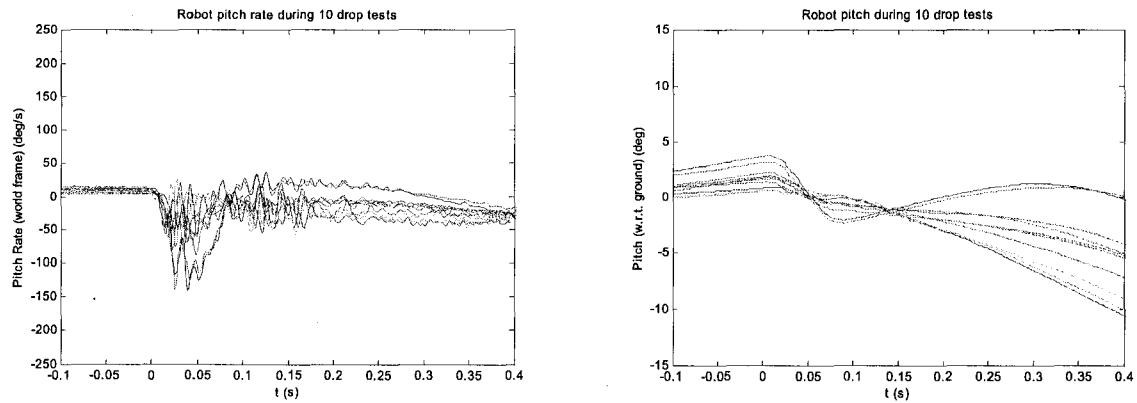 Robot pitch rate during 10 drop tests
Pitch Rate (world frame) (deg/s)
250
200
150
100
50
0
-50
-100
-150
-200
-250
-0.1 -0.05 0 0.05 0.1 0.15 0.2 0.25 0.3 0.35 0.4
t (s)
Robot pitch during 10 drop tests
Pitch (w.r.t. ground) (deg)
15
10
5
0
-5
-10
-15
-0.1 -0.05 0 0.05 0.1 0.15 0.2 0.25 0.3 0.35 0.4
t (s)